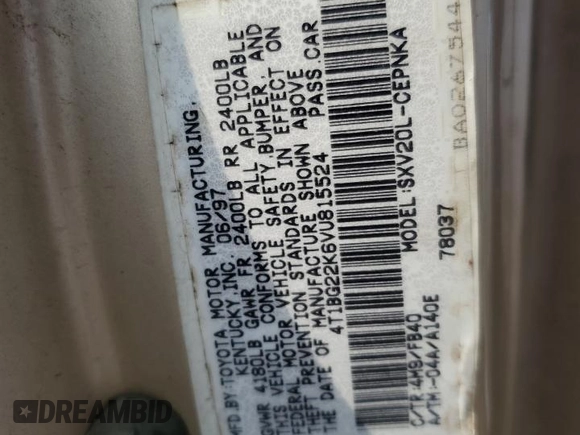 MFD.BY:TOYOTA MOTOR MANUFACTURING,
KENTUCKY,INC. 06/97
GVWR 4180LB GAWR FR 2400LB RR 2400LB
THIS VEHICLE CONFORMS TO ALL APPLICABLE
FEDERAL MOTOR VEHICLE SAFETY,BUMPER, AND
THEFT PREVENTION STANDARDS IN EFFECT ON
THE DATE OF MANUFACTURE SHOWN ABOVE
4T1BG22K6VU815524 PASS.CAR
MODEL:SXV20L-CEPNKA
78037
C/TR:4M9/FB40
A/TM:-04A/A140E
BA0267544
DREAMBID